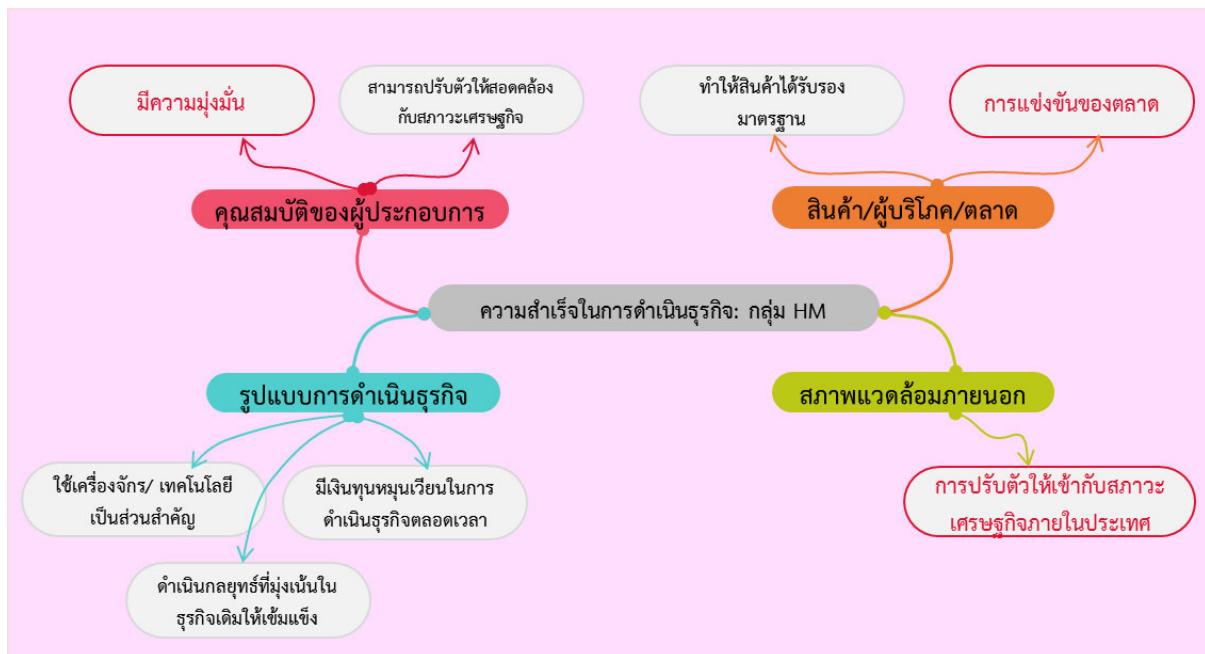 มีความมุ่งมั่น
สามารถปรับตัวให้สอดคล้อง
กับสภาวะเศรษฐกิจ
ทำให้สินค้าได้รับรอง
มาตรฐาน
การแข่งขันของตลาด
คุณสมบัติของผู้ประกอบการ
สินค้า/ผู้บริโภค/ตลาด
ความสำเร็จในการดำเนินธุรกิจ: กลุ่ม HM
รูปแบบการดำเนินธุรกิจ
สภาพแวดล้อมภายนอก
ใช้เครื่องจักร/ เทคโนโลยี
เป็นส่วนสำคัญ
มีเงินทุนหมุนเวียนในการ
ดำเนินธุรกิจตลอดเวลา
การปรับตัวให้เข้ากับสภาวะ
เศรษฐกิจภายในประเทศ
ดำเนินกลยุทธ์ที่มุ่งเน้นใน
ธุรกิจเดิมให้เข้มแข็ง